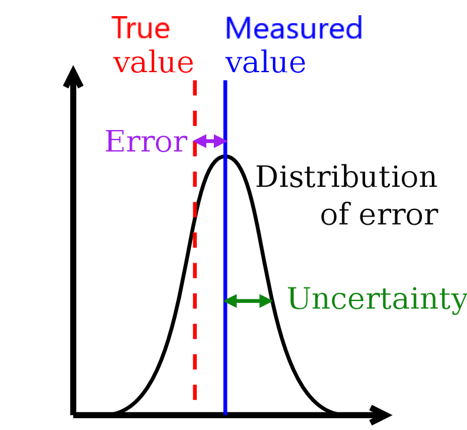 True
value
Measured
value
Error
Distribution
of error
Uncertainty